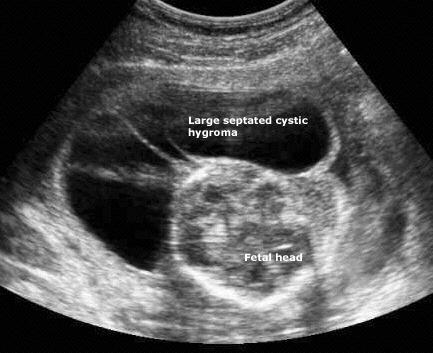 Large septated cystic
hygroma
Fetal head